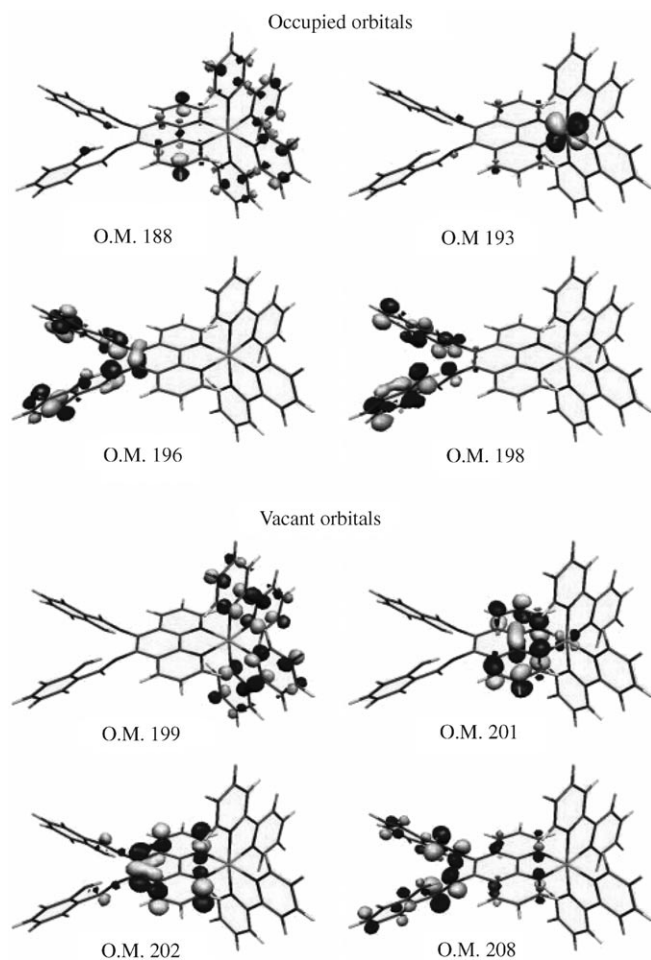 Occupied orbitals
O.M. 188
O.M 193
O.M. 196
O.M. 198
Vacant orbitals
O.M. 199
O.M. 201
O.M. 202
O.M. 208